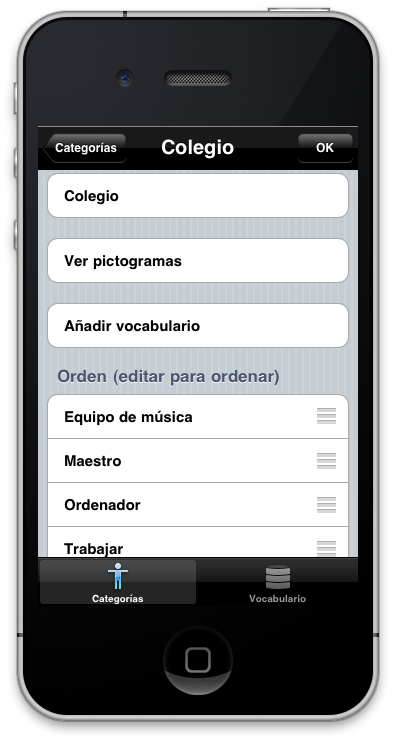 Categorías
Colegio
OK
Colegio
Ver pictogramas
Añadir vocabulario
Orden (editar para ordenar)
Equipo de música
Maestro
Ordenador
Trabajar
Categorías
Vocabulario